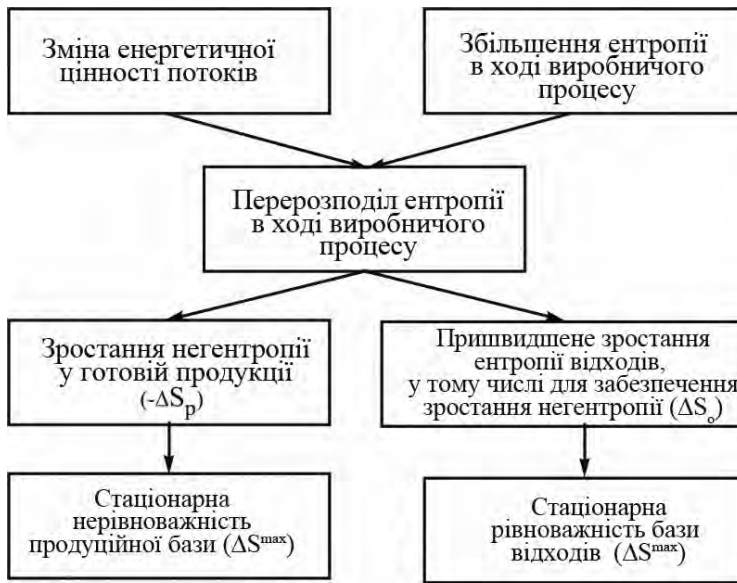 Зміна енергетичної
цінності потоків
Збільшення ентропії
в ході виробничого
процесу
Перерозподіл ентропії
в ході виробничого
процесу
Зростання негентропії
у готовій продукції
(-ΔSₚ)
Пришвидшене зростання
ентропії відходів,
у тому числі для забезпечення
зростання негентропії (ΔSₒ)
Стаціонарна
нерівноважність
продуційної бази (ΔSᵐᵃˣ)
Стаціонарна
рівноважність бази
відходів (ΔSᵐᵃˣ)